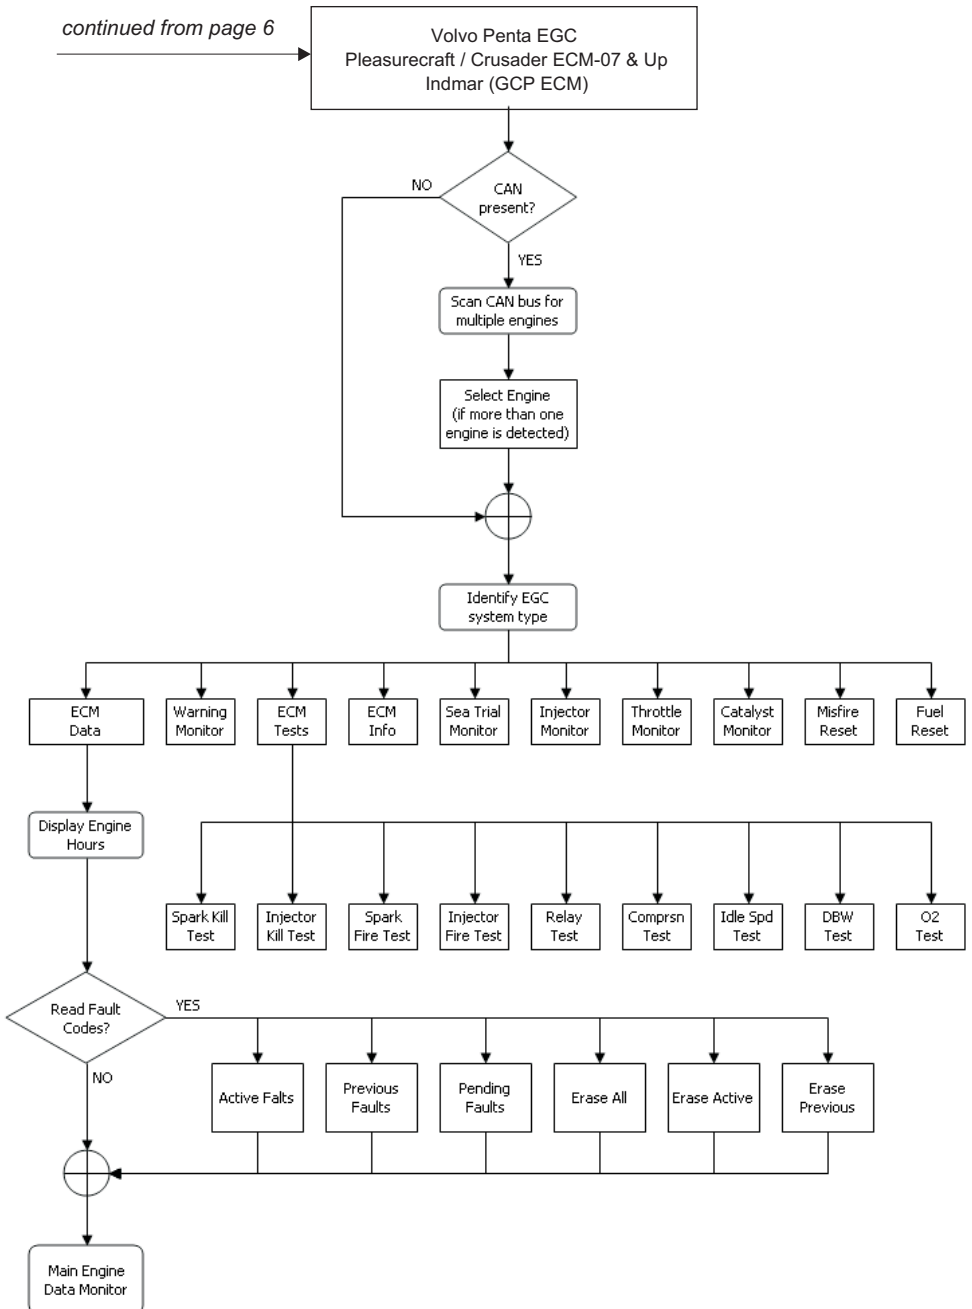 continued from page 6
Volvo Penta EGC
Pleasurecraft / Crusader ECM-07 & Up
Indmar (GCP ECM)
NO
CAN
present?
YES
Scan CAN bus for
multiple engines
Select Engine
(if more than one
engine is detected)
Identify EGC
system type
ECM
Data
Warning
Monitor
ECM
Tests
ECM
Info
Sea Trial
Monitor
Injector
Monitor
Throttle
Monitor
Catalyst
Monitor
Misfire
Reset
Fuel
Reset
Display Engine
Hours
Spark Kill
Test
Injector
Kill Test
Spark
Fire Test
Injector
Fire Test
Relay
Test
Comprsn
Test
Idle Spd
Test
DBW
Test
O2
Test
Read Fault
Codes?
YES
NO
Active Falts
Previous
Faults
Pending
Faults
Erase All
Erase Active
Erase
Previous
Main Engine
Data Monitor